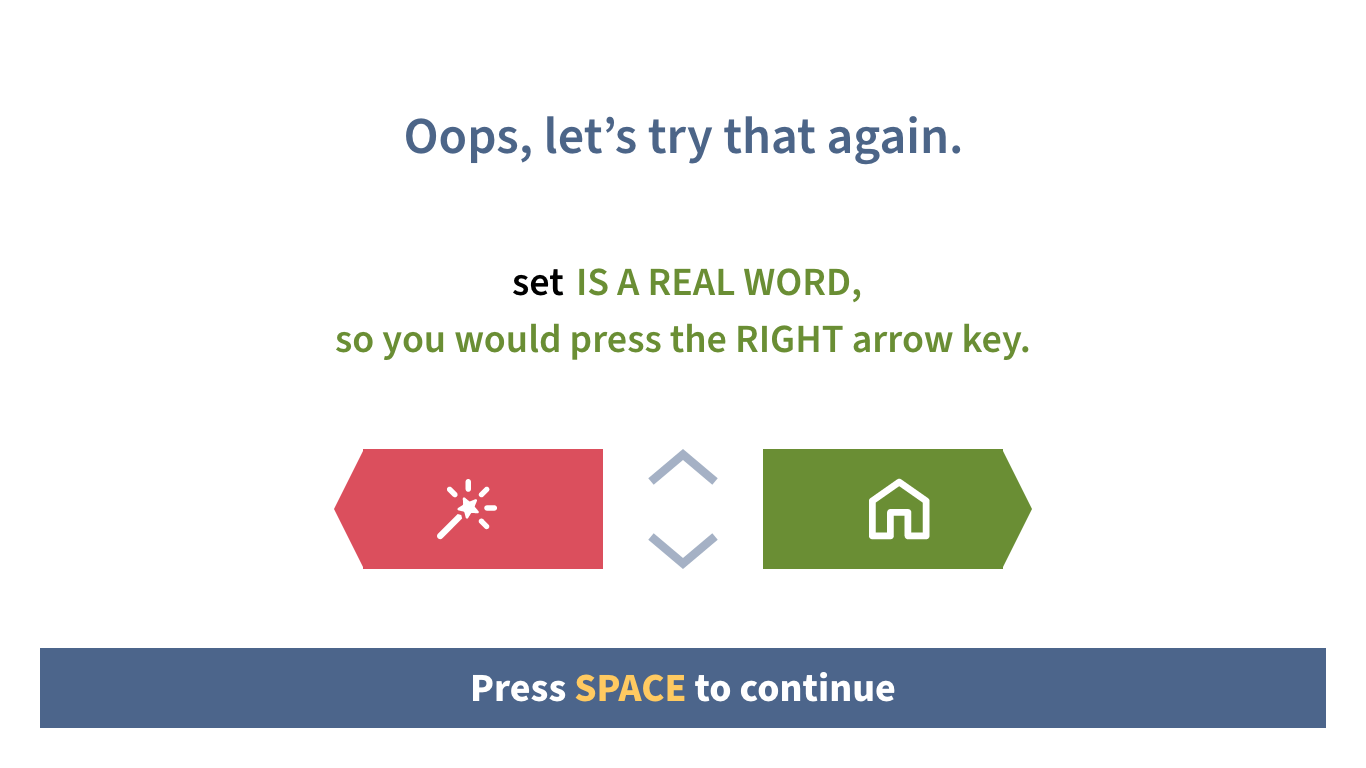 Oops, let’s try that again.
set IS A REAL WORD,
so you would press the RIGHT arrow key.
Press SPACE to continue